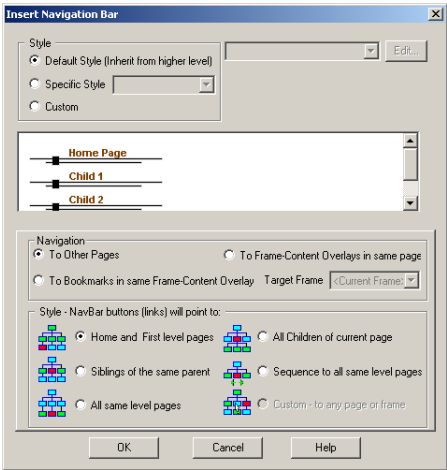 Insert Navigation Bar
Style
Default Style (Inherit from higher level)
Edit...
Specific Style
Custom
Home Page
Child 1
Child 2
Navigation
To Other Pages
To Frame-Content Overlays in same page
To Bookmarks in same Frame-Content Overlay
Target Frame
<Current Frame>
Style - NavBar buttons (links) will point to:
Home and First level pages
All Children of current page
Siblings of the same parent
Sequence to all same level pages
All same level pages
Custom - to any page or frame
OK
Cancel
Help